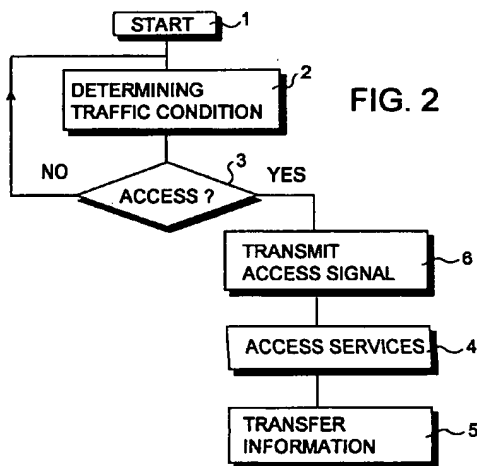 START 1
DETERMINING 2
TRAFFIC CONDITION
FIG. 2
NO
3
YES
ACCESS ?
TRANSMIT
ACCESS SIGNAL 6
ACCESS SERVICES 4
TRANSFER
INFORMATION 5